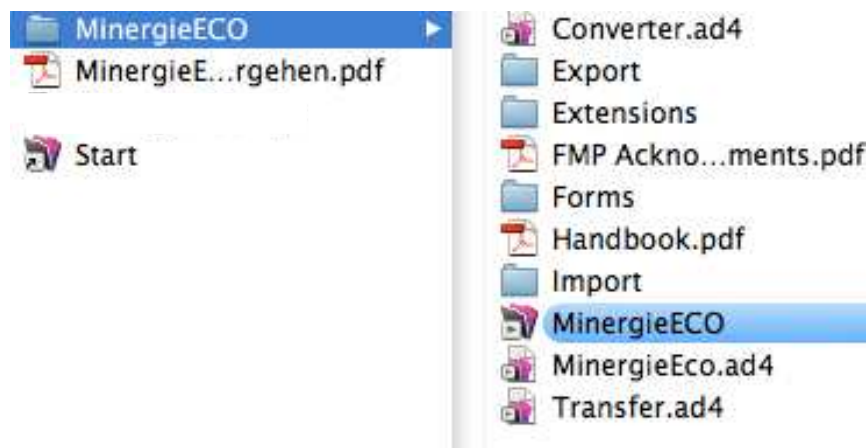 MinergieECO
MinergieE...rgehen.pdf
Start
Converter.ad4
Export
Extensions
FMP Ackno...ments.pdf
Forms
Handbook.pdf
Import
MinergieECO
MinergieEco.ad4
Transfer.ad4